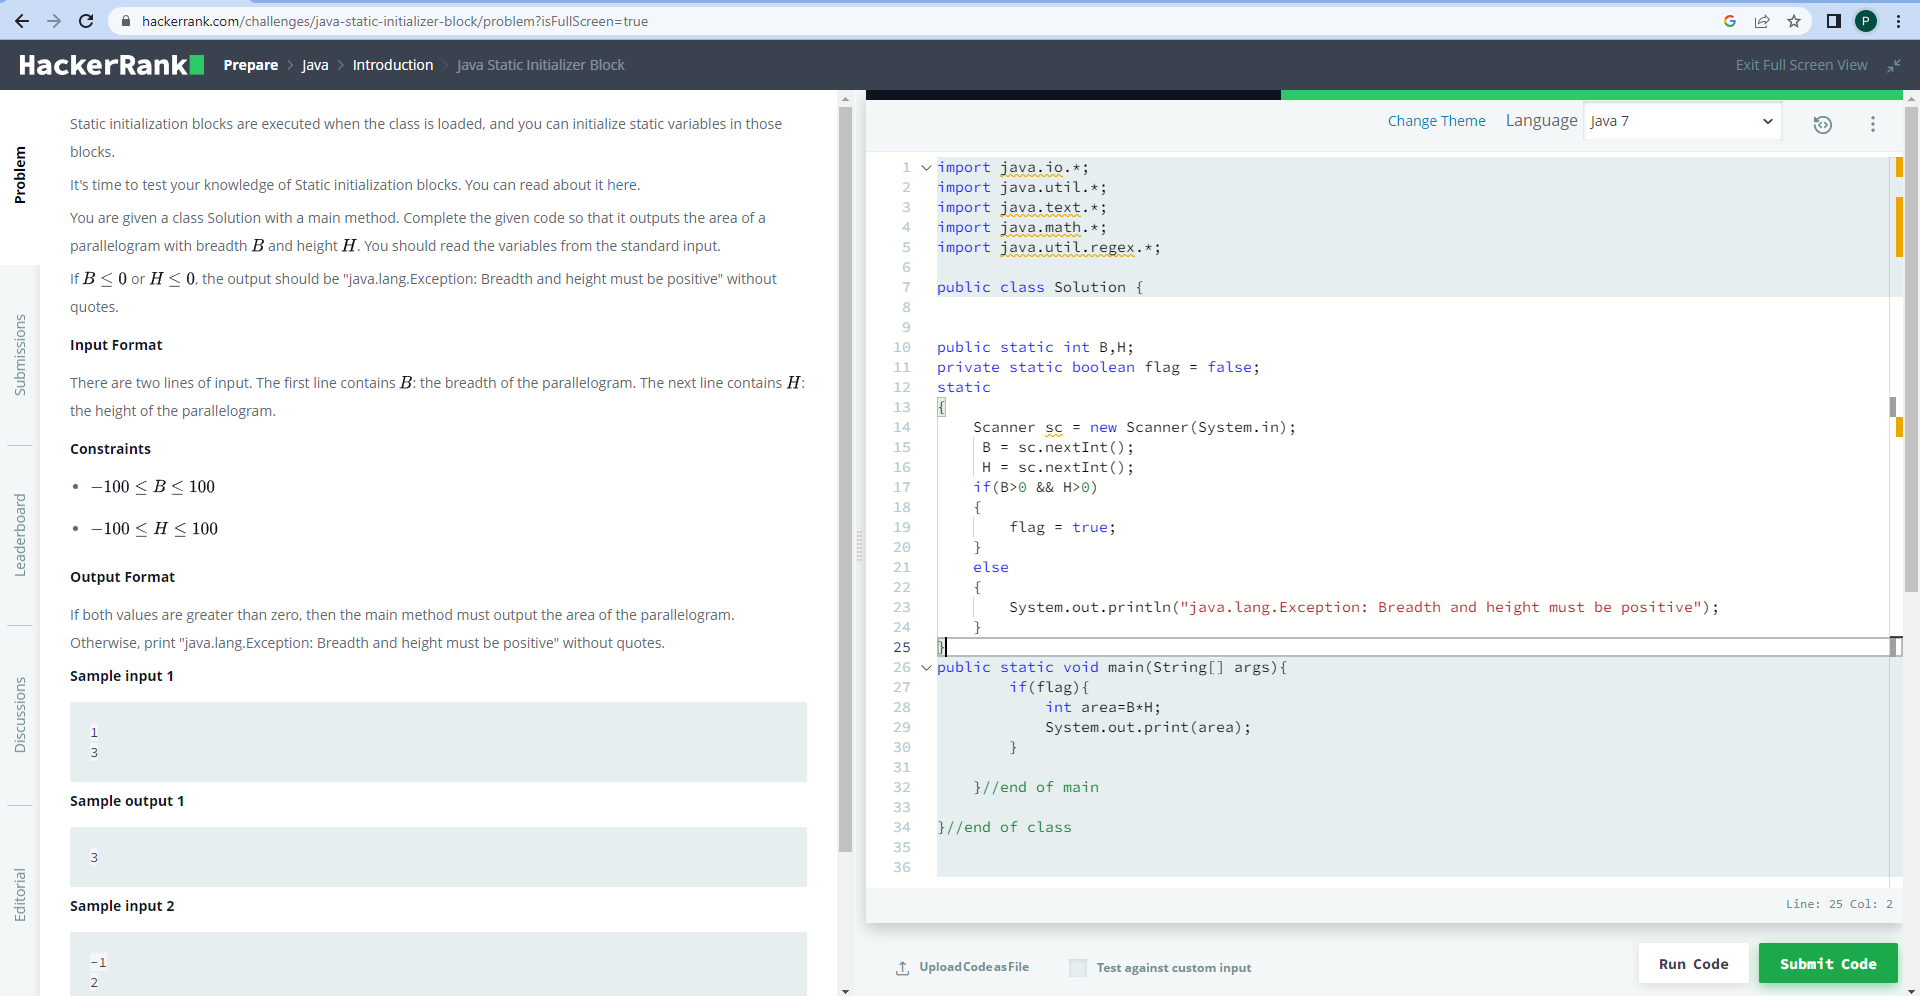 hackerrank.com/challenges/java-static-initializer-block/problem?isFullScreen=true
P
HackerRank
Prepare > Java > Introduction > Java Static Initializer Block
Exit Full Screen View
Problem
Submissions
Leaderboard
Discussions
Editorial
Static initialization blocks are executed when the class is loaded, and you can initialize static variables in those
blocks.
It's time to test your knowledge of Static initialization blocks. You can read about it here.
You are given a class Solution with a main method. Complete the given code so that it outputs the area of a
parallelogram with breadth B and height H. You should read the variables from the standard input.
If B ≤ 0 or H ≤ 0, the output should be "java.lang.Exception: Breadth and height must be positive" without
quotes.
Input Format
There are two lines of input. The first line contains B: the breadth of the parallelogram. The next line contains H:
the height of the parallelogram.
Constraints
• −100 ≤ B ≤ 100
• −100 ≤ H ≤ 100
Output Format
If both values are greater than zero, then the main method must output the area of the parallelogram.
Otherwise, print "java.lang.Exception: Breadth and height must be positive" without quotes.
Sample input 1
1
3
Sample output 1
3
Sample input 2
-1
2
Change Theme Language Java 7
1 import java.io.*;
2 import java.util.*;
3 import java.text.*;
4 import java.math.*;
5 import java.util.regex.*;
6
7 public class Solution {
8
9
10 public static int B,H;
11 private static boolean flag = false;
12 static
13 {
14     Scanner sc = new Scanner(System.in);
15      B = sc.nextInt();
16      H = sc.nextInt();
17     if(B>0 && H>0)
18     {
19         flag = true;
20     }
21     else
22     {
23         System.out.println("java.lang.Exception: Breadth and height must be positive");
24     }
25 }
26 public static void main(String[] args){
27         if(flag){
28             int area=B*H;
29             System.out.print(area);
30         }
31
32     }//end of main
33
34 }//end of class
35
36
Line: 25 Col: 2
Upload Code as File
Test against custom input
Run Code
Submit Code